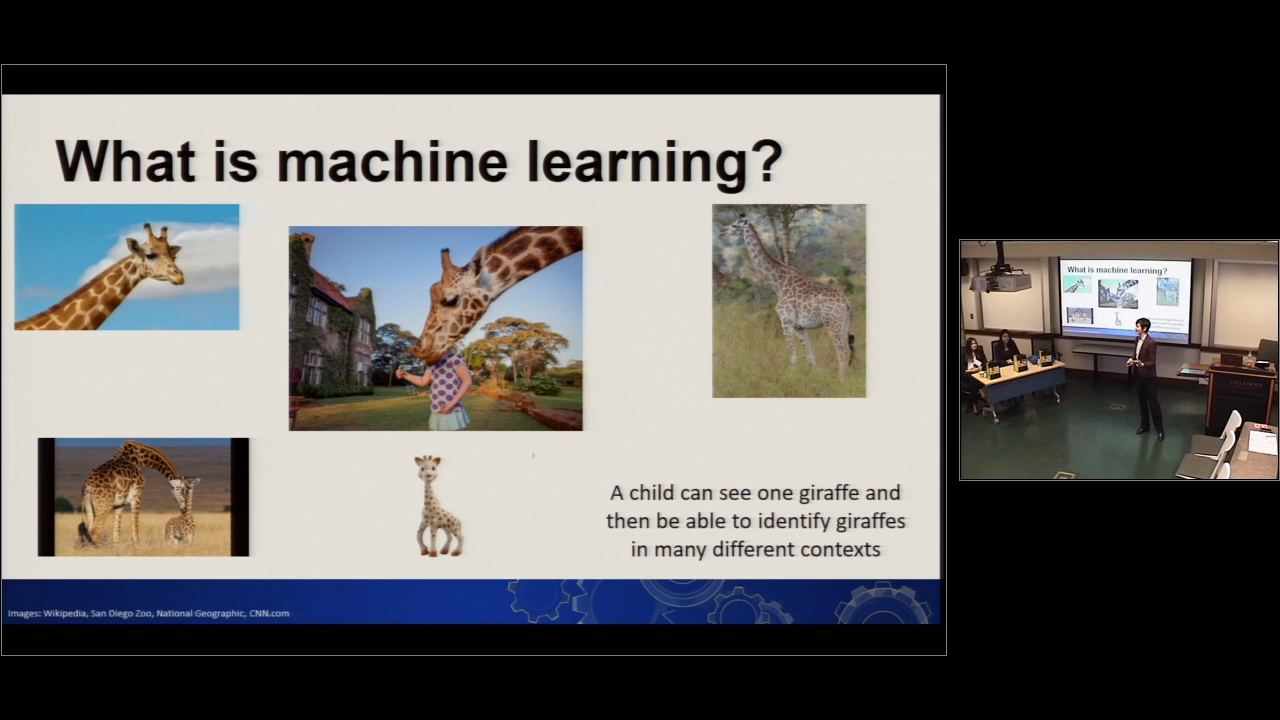 What is machine learning?
A child can see one giraffe and
then be able to identify giraffes
in many different contexts
Images: Wikipedia, San Diego Zoo, National Geographic, CNN.com
What is machine learning?
VILLANOVA